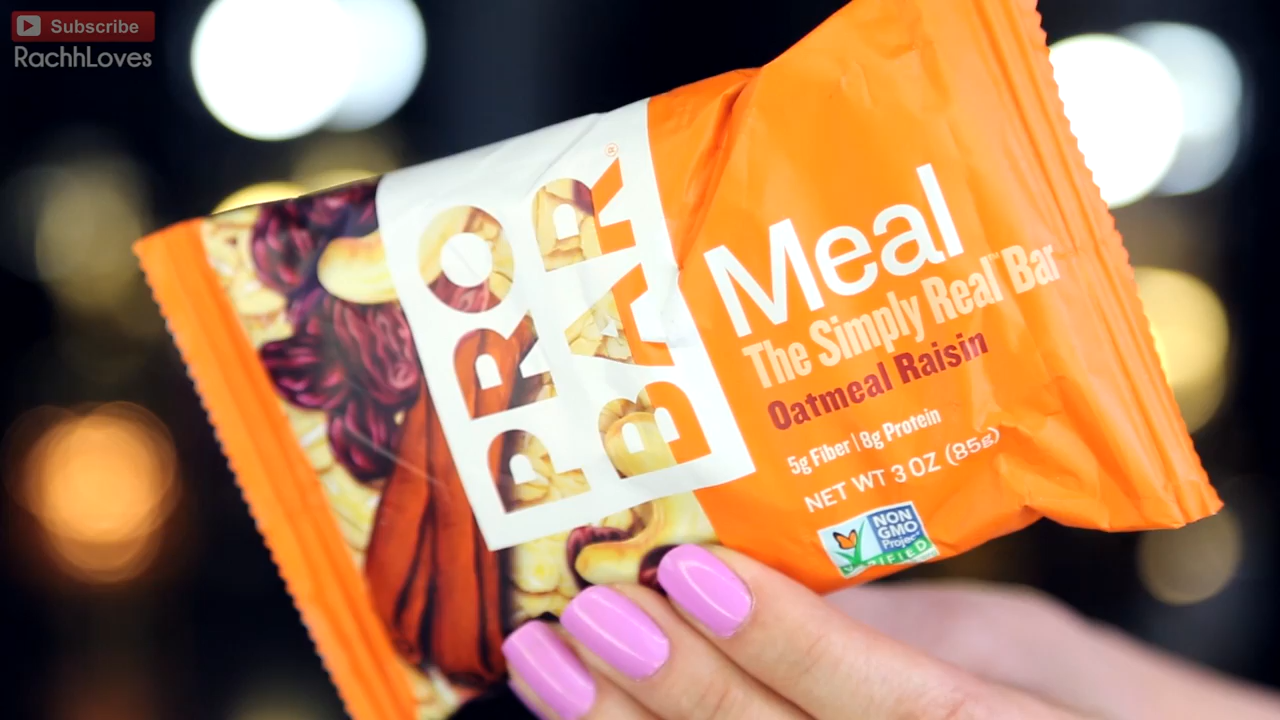 Subscribe
RachhLoves
PRO
BAR®
Meal
The Simply Real™ Bar
Oatmeal Raisin
5g Fiber | 8g Protein
NET WT 3 OZ (85g)
NON
GMO
Project
VERIFIED